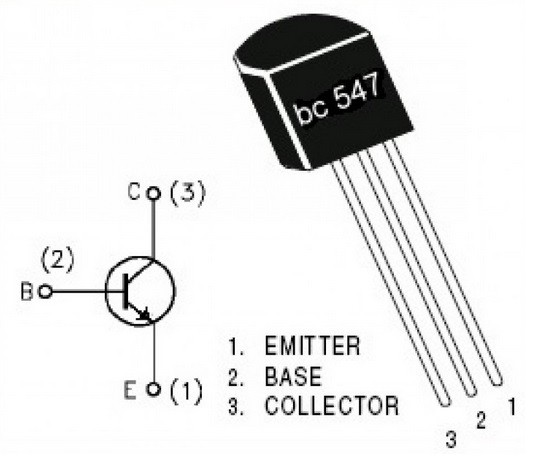 bc 547
C (3)
(2)
B
E (1)
1. EMITTER
2. BASE
3. COLLECTOR
1
2
3